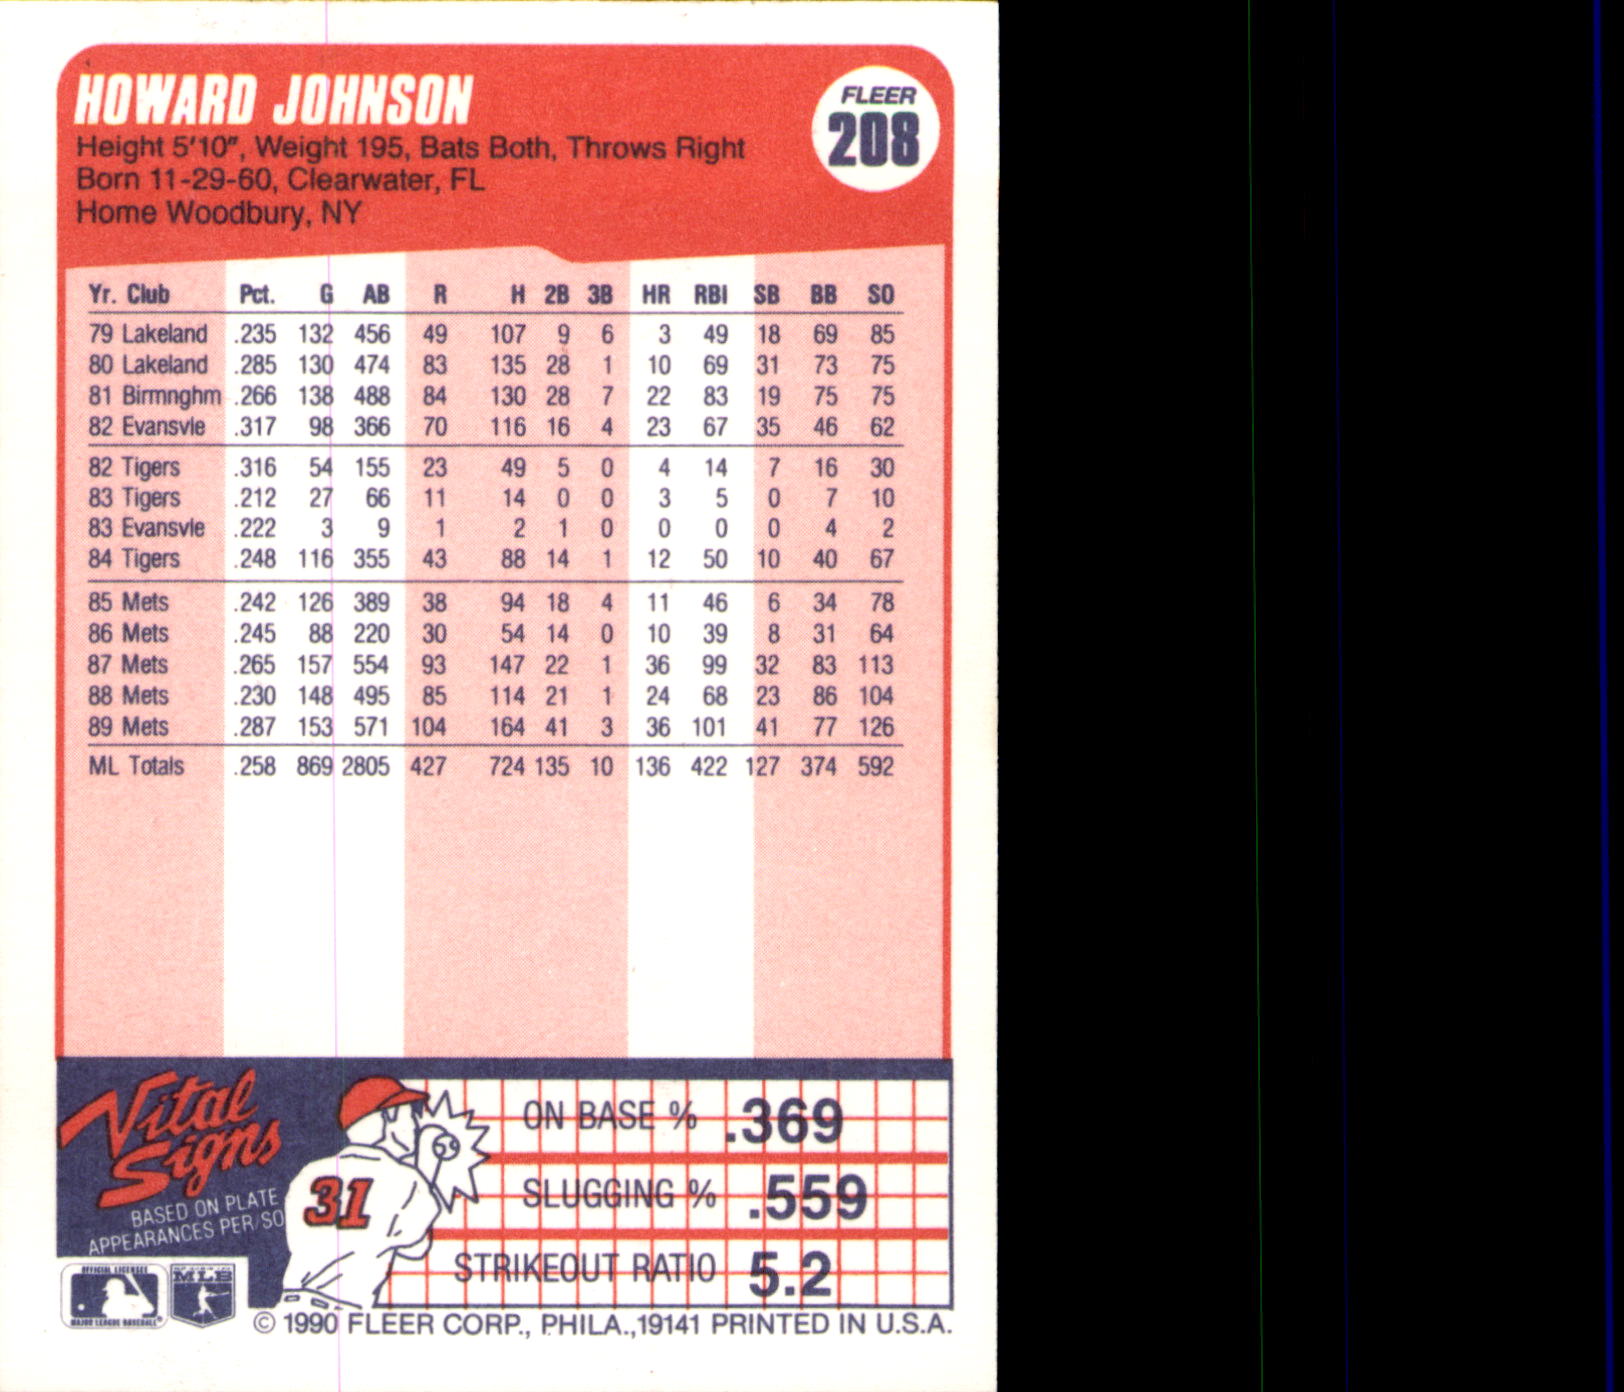 HOWARD JOHNSON
FLEER
208
Height 5'10", Weight 195, Bats Both, Throws Right
Born 11-29-60, Clearwater, FL
Home Woodbury, NY
Yr. Club Pct. G AB R H 2B 3B HR RBI SB BB SO
79 Lakeland .235 132 456 49 107 9 6 3 49 18 69 85
80 Lakeland .285 130 474 83 135 28 1 10 69 31 73 75
81 Birmnghm .266 138 488 84 130 28 7 22 83 19 75 75
82 Evansvle .317 98 366 70 116 16 4 23 67 35 46 62
82 Tigers .316 54 155 23 49 5 0 4 14 7 16 30
83 Tigers .212 27 66 11 14 0 0 3 5 0 7 10
83 Evansvle .222 3 9 1 2 1 0 0 0 0 4 2
84 Tigers .248 116 355 43 88 14 1 12 50 10 40 67
85 Mets .242 126 389 38 94 18 4 11 46 6 34 78
86 Mets .245 88 220 30 54 14 0 10 39 8 31 64
87 Mets .265 157 554 93 147 22 1 36 99 32 83 113
88 Mets .230 148 495 85 114 21 1 24 68 23 86 104
89 Mets .287 153 571 104 164 41 3 36 101 41 77 126
ML Totals .258 869 2805 427 724 135 10 136 422 127 374 592
Vital
Signs
BASED ON PLATE
APPEARANCES PER/SO
31
ON BASE % .369
SLUGGING % .559
STRIKEOUT RATIO 5.2
OFFICIAL LICENSEE
MAJOR LEAGUE BASEBALL®
MLB
© 1990 FLEER CORP., PHILA.,19141 PRINTED IN U.S.A.